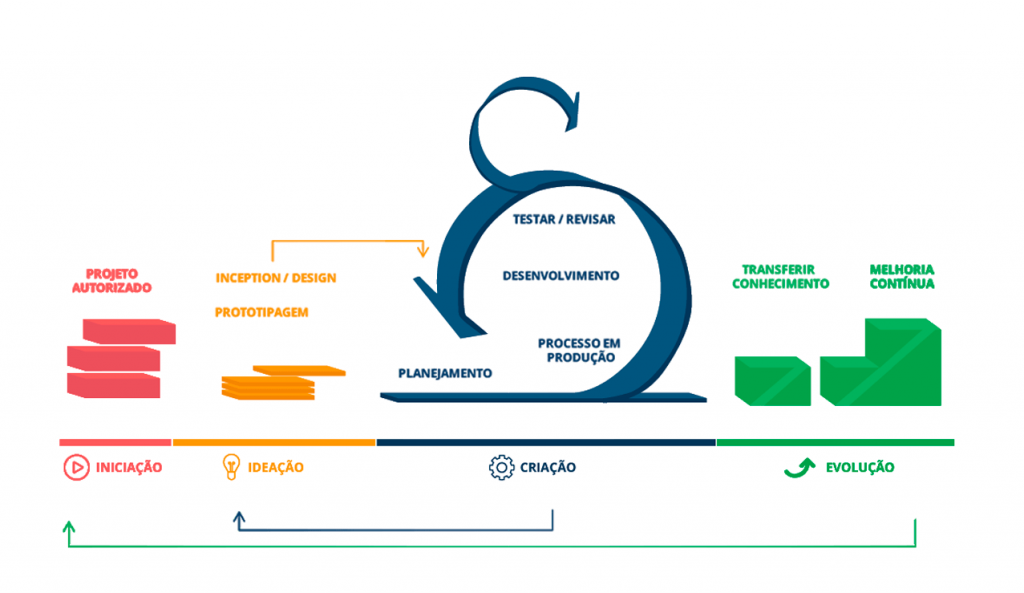 PROJETO
AUTORIZADO
INCEPTION / DESIGN
PROTOTIPAGEM
TESTAR / REVISAR
DESENVOLVIMENTO
PROCESSO EM
PRODUÇÃO
PLANEJAMENTO
TRANSFERIR
CONHECIMENTO
MELHORIA
CONTÍNUA
INICIAÇÃO
IDEAÇÃO
CRIAÇÃO
EVOLUÇÃO